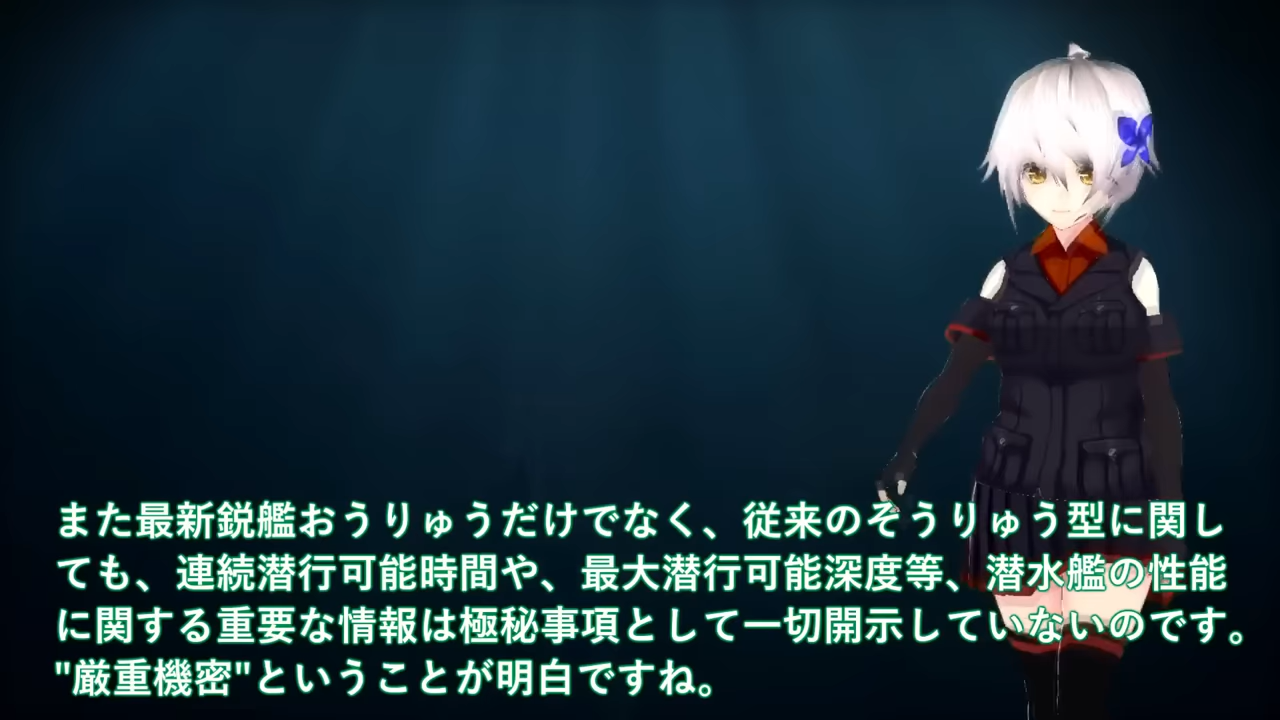 また最新鋭艦おうりゅうだけでなく、従来のそうりゅう型に関し
ても、連続潜行可能時間や、最大潜行可能深度等、潜水艦の性能
に関する重要な情報は極秘事項として一切開示していないのです。
"厳重機密"ということが明白ですね。